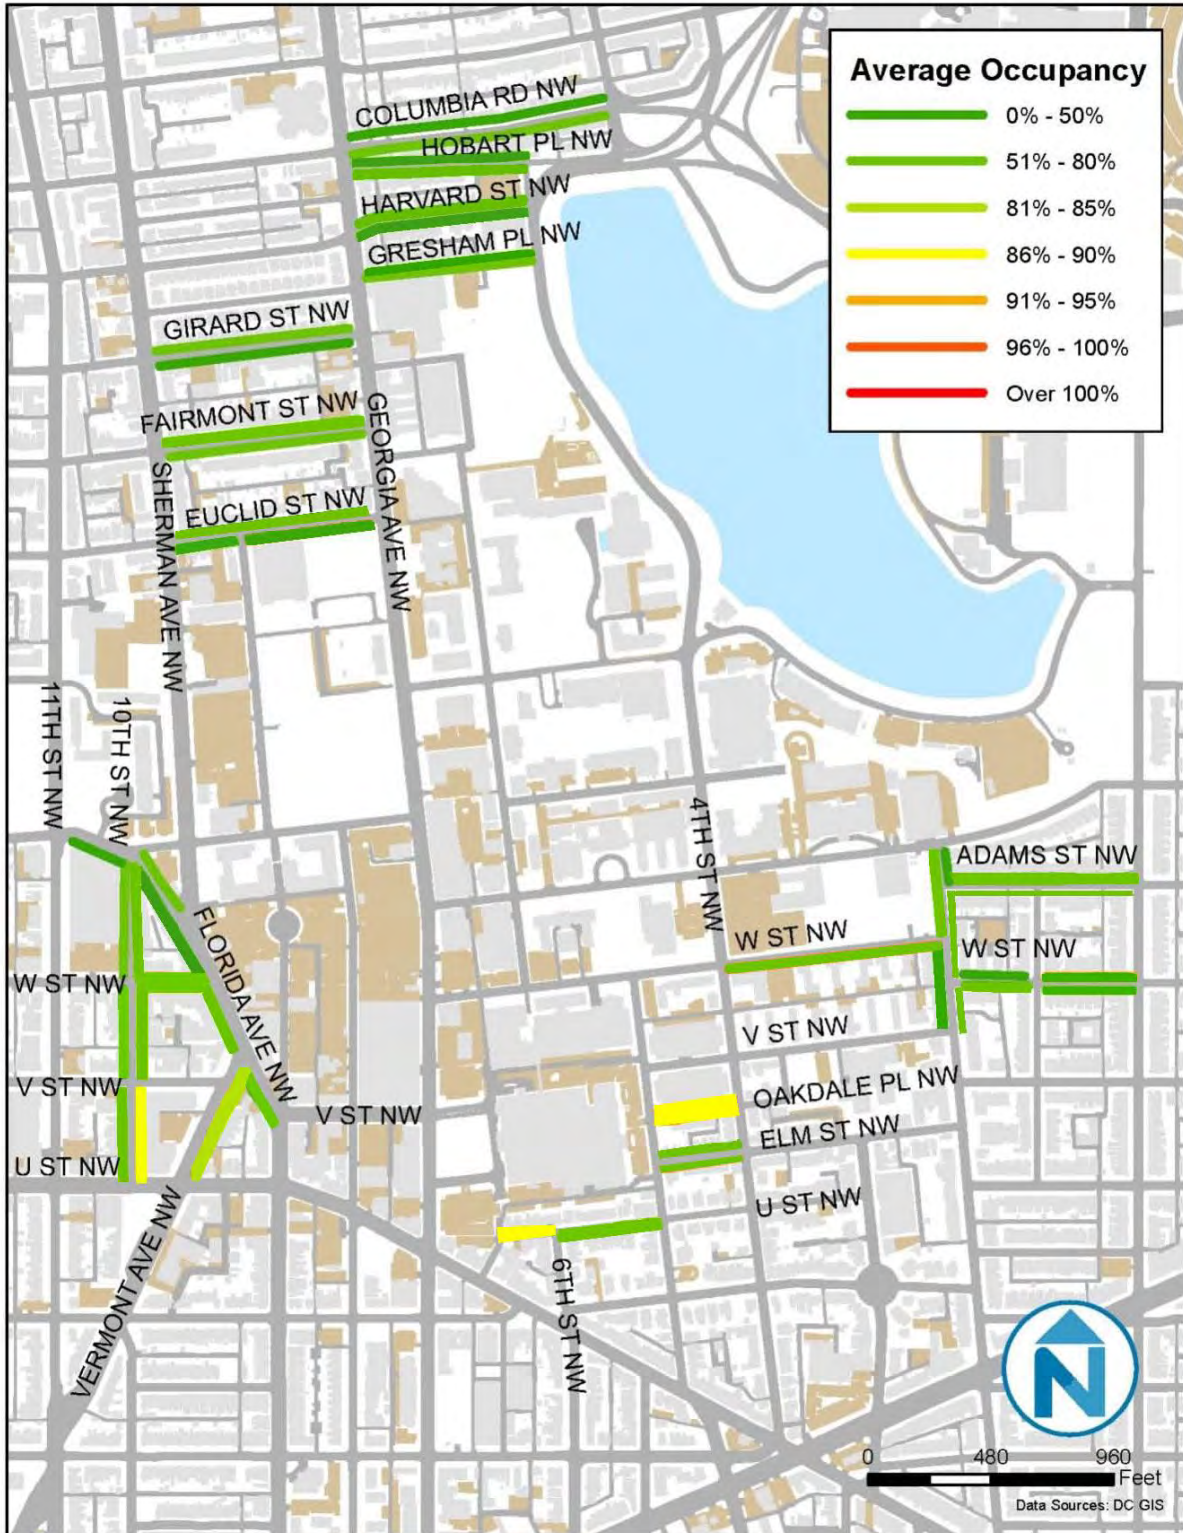 Average Occupancy
0% - 50%
51% - 80%
81% - 85%
86% - 90%
91% - 95%
96% - 100%
Over 100%
COLUMBIA RD NW
HOBART PL NW
HARVARD ST NW
GRESHAM PL NW
GIRARD ST NW
FAIRMONT ST NW
GEORGIA AVE NW
SHERMAN AVE NW
EUCLID ST NW
11TH ST NW
10TH ST NW
4TH ST NW
ADAMS ST NW
FLORIDA AVE NW
W ST NW
W ST NW
W ST NW
V ST NW
V ST NW
V ST NW
OAKDALE PL NW
ELM ST NW
U ST NW
U ST NW
VERMONT AVE NW
6TH ST NW
N
0 480 960
Feet
Data Sources: DC GIS